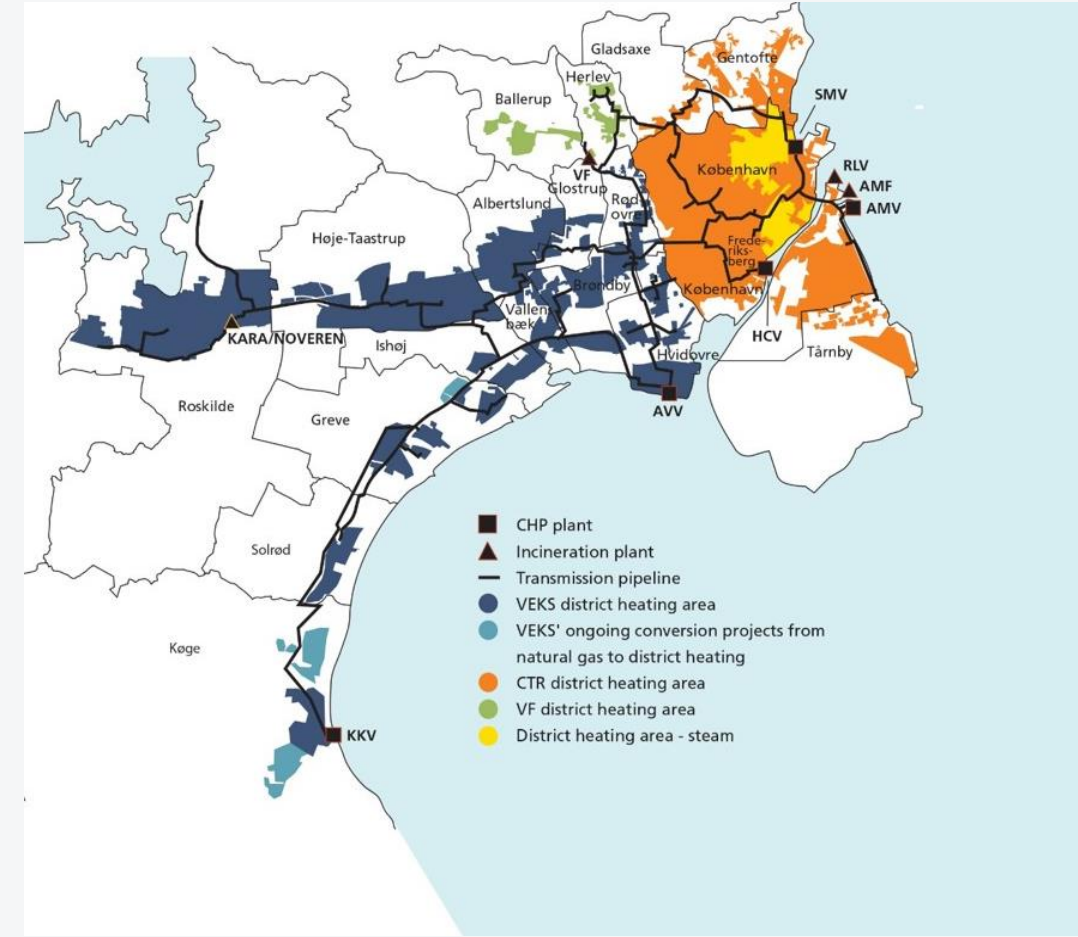 Gladsaxe
Gentofte
Herlev
Ballerup
SMV
København
RLV
VF
AMF
Glostrup
Albertslund
Rød-
ovre
AMV
Høje-Taastrup
Frede-
riks-
berg
Brøndby
København
Vallens
bæk
KARA/NOVEREN
HCV
Ishøj
Hvidovre
Tårnby
Roskilde
AVV
Greve
CHP plant
Solrød
Incineration plant
Transmission pipeline
VEKS district heating area
VEKS' ongoing conversion projects from
natural gas to district heating
Køge
CTR district heating area
VF district heating area
KKV
District heating area - steam